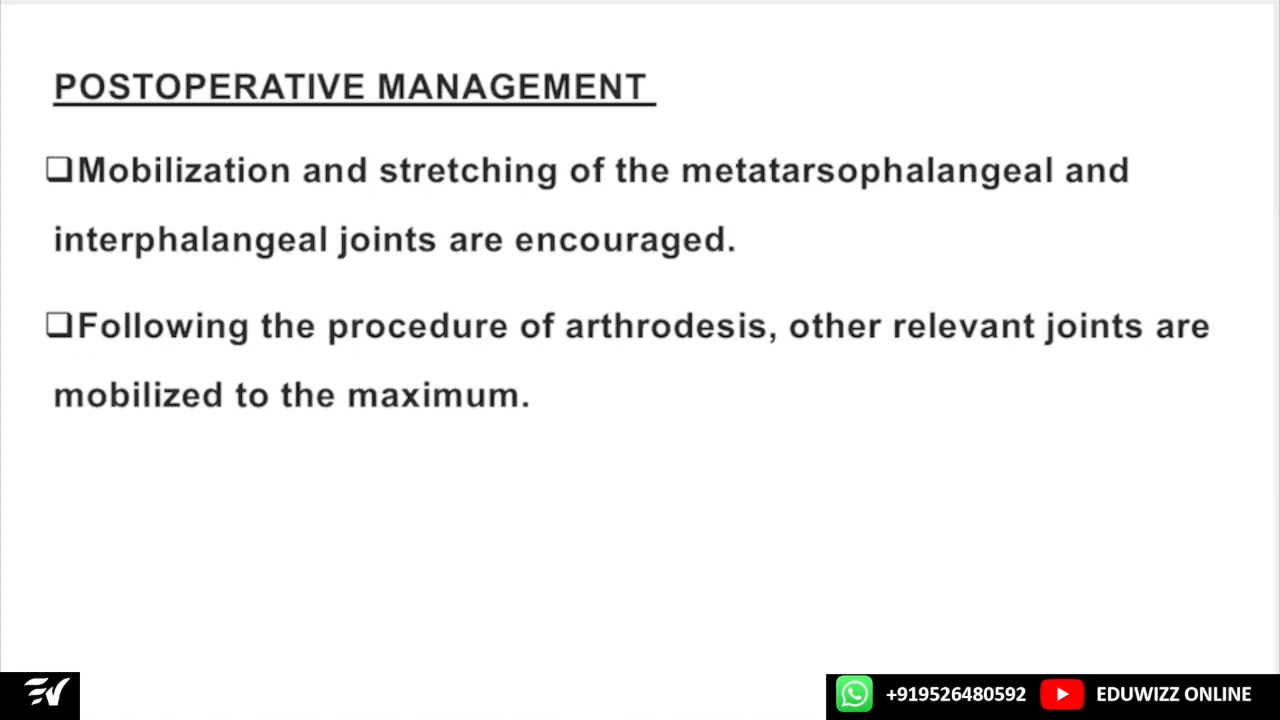 POSTOPERATIVE MANAGEMENT
❑Mobilization and stretching of the metatarsophalangeal and
interphalangeal joints are encouraged.
❑Following the procedure of arthrodesis, other relevant joints are
mobilized to the maximum.
+919526480592 EDUWIZZ ONLINE